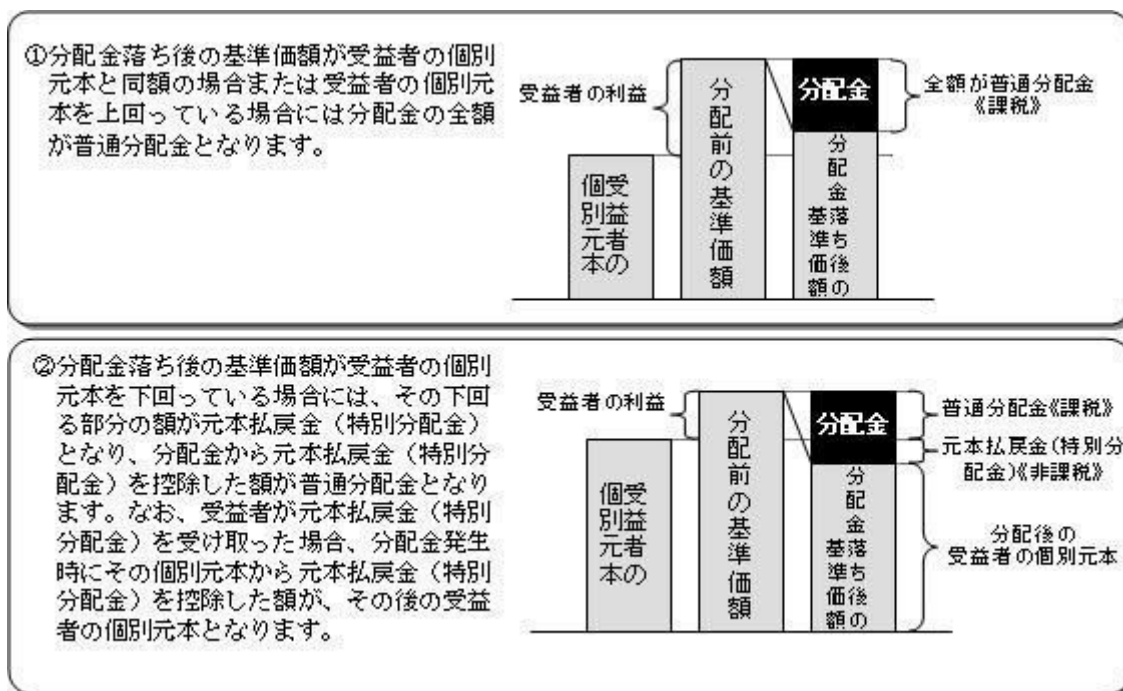 ①分配金落ち後の基準価額が受益者の個別
元本と同額の場合または受益者の個別元
本を上回っている場合には分配金の全額
が普通分配金となります。
受益者の利益
受益者の
個別元本
分配前の基準価額
分配金
分配金落ち後の
基準価額
全額が普通分配金
《課税》
②分配金落ち後の基準価額が受益者の個別
元本を下回っている場合には、その下回
る部分の額が元本払戻金（特別分配金）
となり、分配金から元本払戻金（特別分
配金）を控除した額が普通分配金となり
ます。なお、受益者が元本払戻金（特別
分配金）を受け取った場合、分配金発生
時にその個別元本から元本払戻金（特別
分配金）を控除した額が、その後の受益
者の個別元本となります。
受益者の利益
受益者の
個別元本
分配前の基準価額
分配金
分配金落ち後の
基準価額
普通分配金《課税》
元本払戻金(特別分
配金)《非課税》
分配後の
受益者の個別元本